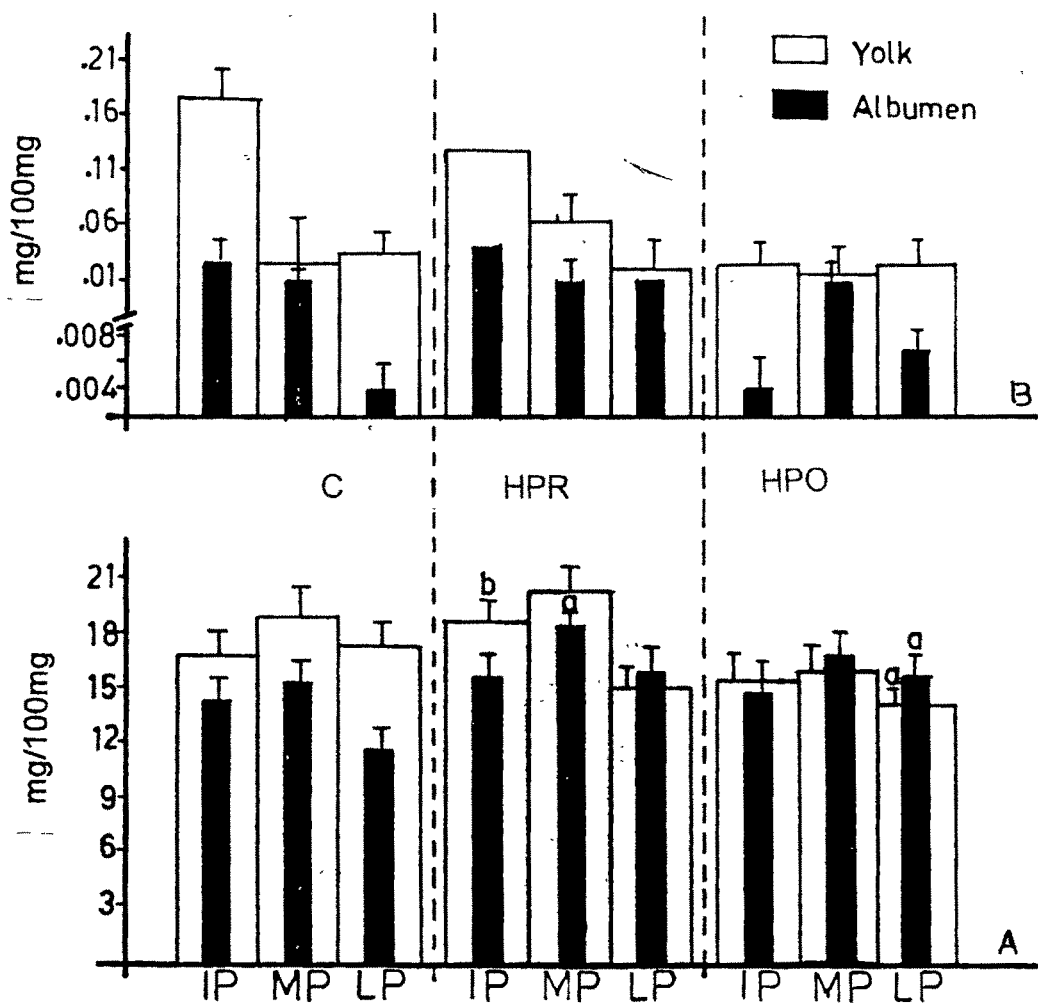 .21
.16
.11
.06
.01
.008
.004
mg/100mg
Yolk
Albumen
B
C HPR HPO
21
18
15
12
9
6
3
mg/100mg
b
a
a
a
A
IP MP LP IP MP LP IP MP LP